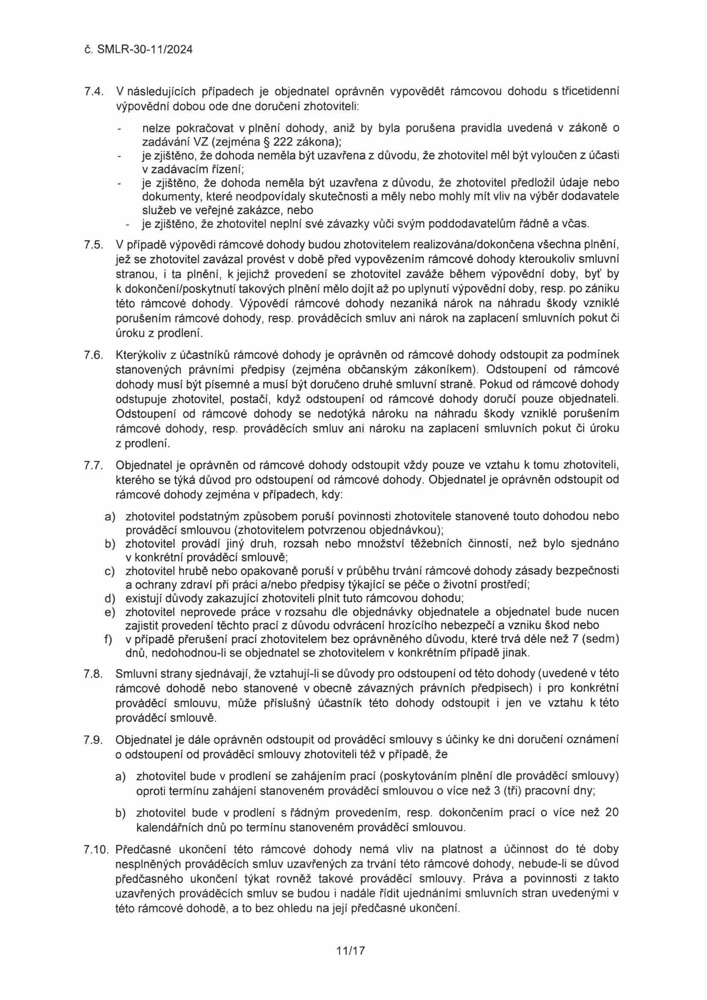 č. SMLR-30-11/2024
7.4. V následujících případech je objednatel oprávněn vypovědět rámcovou dohodu s třicetidenní
výpovědní dobou ode dne doručení zhotoviteli:
- nelze pokračovat v plnění dohody, aniž by byla porušena pravidla uvedená v zákoně o
zadávání VZ (zejména § 222 zákona);
- je zjištěno, že dohoda neměla být uzavřena z důvodu, že zhotovitel měl být vyloučen z účasti
v zadávacím řízení;
- je zjištěno, že dohoda neměla být uzavřena z důvodu, že zhotovitel předložil údaje nebo
dokumenty, které neodpovídaly skutečnosti a měly nebo mohly mít vliv na výběr dodavatele
služeb ve veřejné zakázce, nebo
- je zjištěno, že zhotovitel neplní své závazky vůči svým poddodavatelům řádně a včas.
7.5. V případě výpovědi rámcové dohody budou zhotovitelem realizována/dokončena všechna plnění,
jež se zhotovitel zavázal provést v době před vypovězením rámcové dohody kteroukoliv smluvní
stranou, i ta plnění, k jejichž provedení se zhotovitel zaváže během výpovědní doby, byť by
k dokončení/poskytnutí takových plnění mělo dojít až po uplynutí výpovědní doby, resp. po zániku
této rámcové dohody. Výpovědí rámcové dohody nezaniká nárok na náhradu škody vzniklé
porušením rámcové dohody, resp. prováděcích smluv ani nárok na zaplacení smluvních pokut či
úroku z prodlení.
7.6. Kterýkoliv z účastníků rámcové dohody je oprávněn od rámcové dohody odstoupit za podmínek
stanovených právními předpisy (zejména občanským zákoníkem). Odstoupení od rámcové
dohody musí být písemné a musí být doručeno druhé smluvní straně. Pokud od rámcové dohody
odstupuje zhotovitel, postačí, když odstoupení od rámcové dohody doručí pouze objednateli.
Odstoupení od rámcové dohody se nedotýká nároku na náhradu škody vzniklé porušením
rámcové dohody, resp. prováděcích smluv ani nároku na zaplacení smluvních pokut či úroku
z prodlení.
7.7. Objednatel je oprávněn od rámcové dohody odstoupit vždy pouze ve vztahu k tomu zhotoviteli,
kterého se týká důvod pro odstoupení od rámcové dohody. Objednatel je oprávněn odstoupit od
rámcové dohody zejména v případech, kdy:
a) zhotovitel podstatným způsobem poruší povinnosti zhotovitele stanovené touto dohodou nebo
prováděcí smlouvou (zhotovitelem potvrzenou objednávkou);
b) zhotovitel provádí jiný druh, rozsah nebo množství těžebních činností, než bylo sjednáno
v konkrétní prováděcí smlouvě;
c) zhotovitel hrubě nebo opakovaně poruší v průběhu trvání rámcové dohody zásady bezpečnosti
a ochrany zdraví při práci a/nebo předpisy týkající se péče o životní prostředí;
d) existují důvody zakazující zhotoviteli plnit tuto rámcovou dohodu;
e) zhotovitel neprovede práce v rozsahu dle objednávky objednatele a objednatel bude nucen
zajistit provedení těchto prací z důvodu odvrácení hrozícího nebezpečí a vzniku škod nebo
f) v případě přerušení prací zhotovitelem bez oprávněného důvodu, které trvá déle než 7 (sedm)
dnů, nedohodnou-li se objednatel se zhotovitelem v konkrétním případě jinak.
7.8. Smluvní strany sjednávají, že vztahují-li se důvody pro odstoupení od této dohody (uvedené v této
rámcové dohodě nebo stanovené v obecně závazných právních předpisech) i pro konkrétní
prováděcí smlouvu, může příslušný účastník této dohody odstoupit i jen ve vztahu k této
prováděcí smlouvě.
7.9. Objednatel je dále oprávněn odstoupit od prováděcí smlouvy s účinky ke dni doručení oznámení
o odstoupení od prováděcí smlouvy zhotoviteli též v případě, že
a) zhotovitel bude v prodlení se zahájením prací (poskytováním plnění dle prováděcí smlouvy)
oproti termínu zahájení stanoveném prováděcí smlouvou o více než 3 (tři) pracovní dny;
b) zhotovitel bude v prodlení s řádným provedením, resp. dokončením prací o více než 20
kalendářních dnů po termínu stanoveném prováděcí smlouvou.
7.10. Předčasné ukončení této rámcové dohody nemá vliv na platnost a účinnost do té doby
nesplněných prováděcích smluv uzavřených za trvání této rámcové dohody, nebude-li se důvod
předčasného ukončení týkat rovněž takové prováděcí smlouvy. Práva a povinnosti z takto
uzavřených prováděcích smluv se budou i nadále řídit ujednáními smluvních stran uvedenými v
této rámcové dohodě, a to bez ohledu na její předčasné ukončení.
11/17